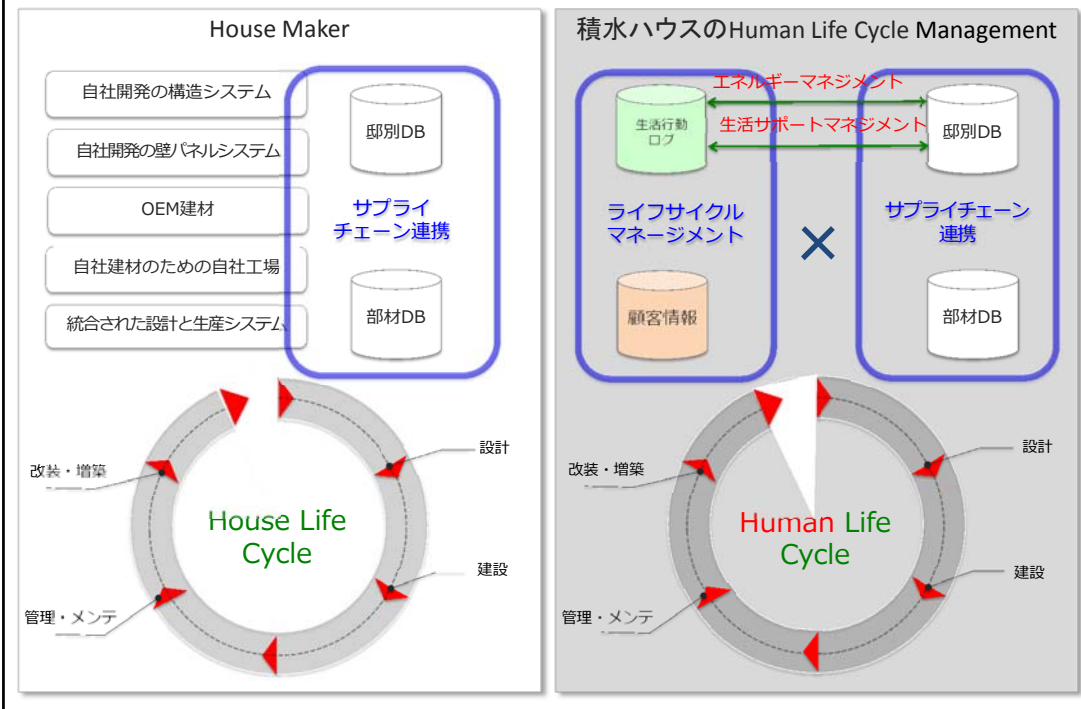 House Maker
自社開発の構造システム
自社開発の壁パネルシステム
OEM建材
自社建材のための自社工場
統合された設計と生産システム
邸別DB
サプライ
チェーン連携
部材DB
設計
建設
管理・メンテ
改装・増築
House Life
Cycle
積水ハウスのHuman Life Cycle Management
エネルギーマネジメント
生活サポートマネジメント
生活行動
ログ
邸別DB
ライフサイクル
マネージメント
サプライチェーン
連携
顧客情報
部材DB
設計
建設
管理・メンテ
改装・増築
Human Life
Cycle